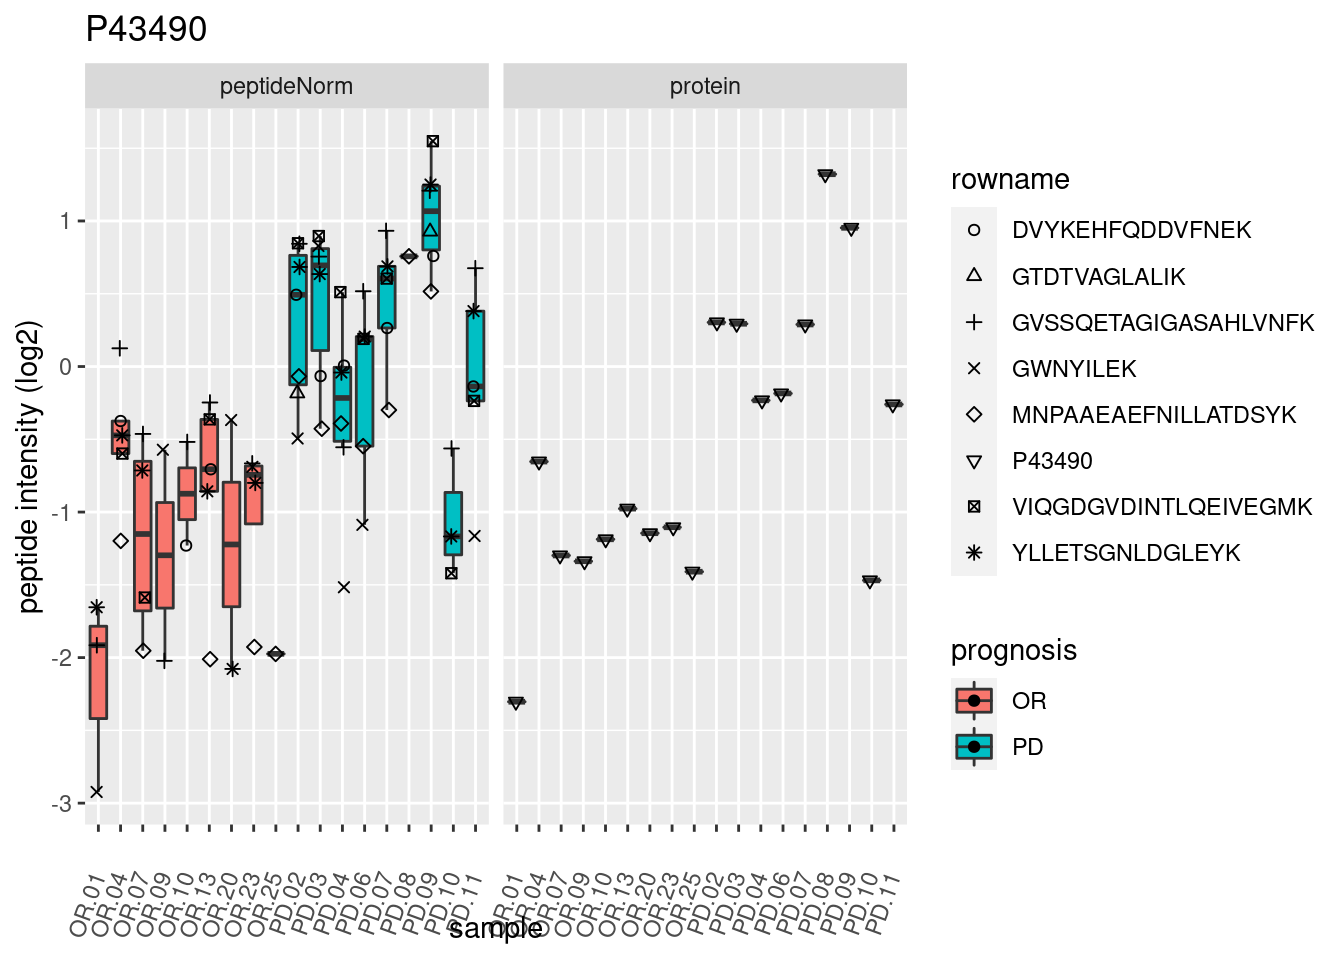 P43490
peptideNorm
protein
peptide intensity (log2)
1
0
-1
-2
-3
OR.01
OR.04
OR.07
OR.09
OR.10
OR.13
OR.20
OR.23
OR.25
PD.02
PD.03
PD.04
PD.06
PD.07
PD.08
PD.09
PD.10
PD.11
OR.01
OR.04
OR.07
OR.09
OR.10
OR.13
OR.20
OR.23
OR.25
PD.02
PD.03
PD.04
PD.06
PD.07
PD.08
PD.09
PD.10
PD.11
sample
rowname
DVYKEHFQDDVFNEK
GTDTVAGLALIK
GVSSQETAGIGASAHLVNFK
GWNYILEK
MNPAAEAEFNILLATDSYK
P43490
VIQGDGVDINTLQEIVEGMK
YLLETSGNLDGLEYK
prognosis
OR
PD